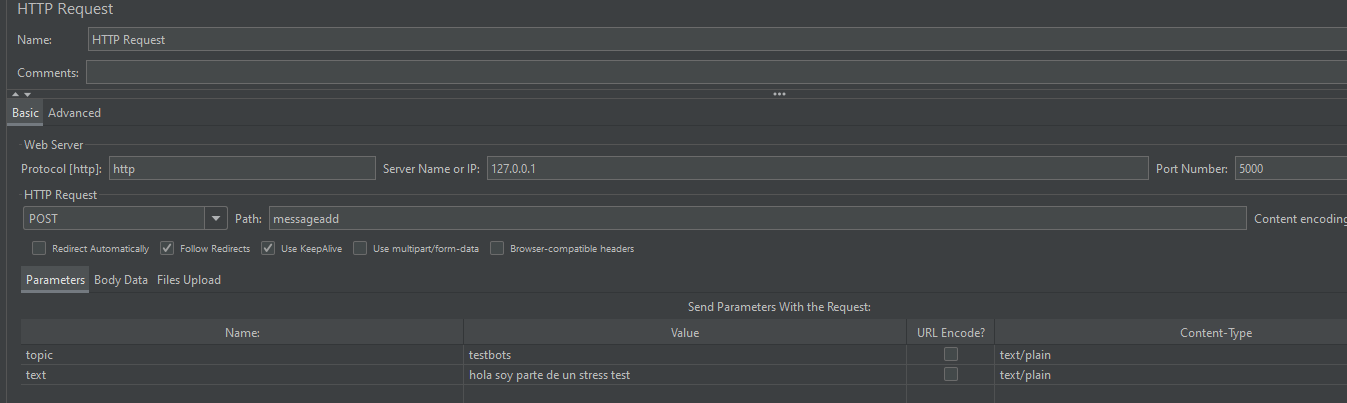 HTTP Request
Name: HTTP Request
Comments:
Basic Advanced
Web Server
Protocol [http]: http Server Name or IP: 127.0.0.1 Port Number: 5000
HTTP Request
POST Path: messageadd Content encoding
Redirect Automatically Follow Redirects Use KeepAlive Use multipart/form-data Browser-compatible headers
Parameters Body Data Files Upload
Send Parameters With the Request:
Name: Value URL Encode? Content-Type
topic testbots text/plain
text hola soy parte de un stress test text/plain